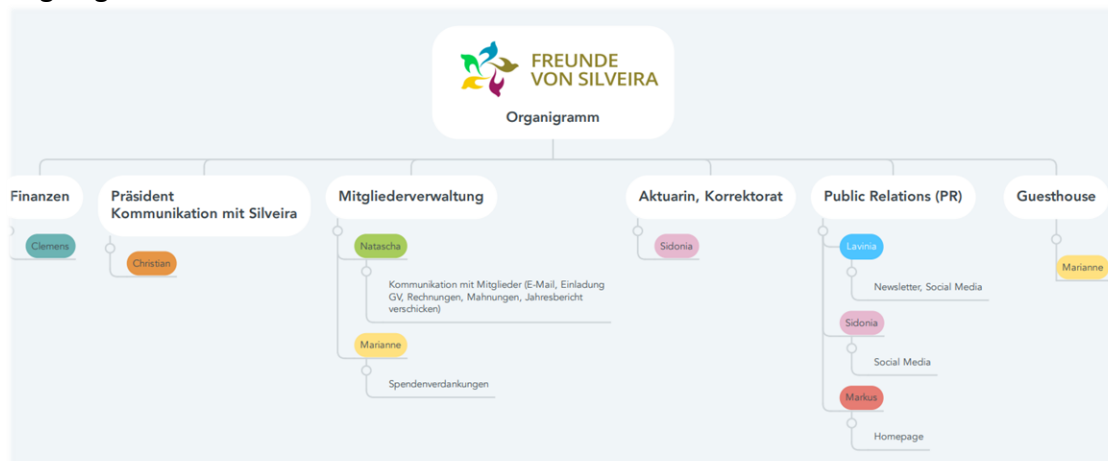 FREUNDE
VON SILVEIRA
Organigramm
Finanzen
Clemens
Präsident
Kommunikation mit Silveira
Christian
Mitgliederverwaltung
Natascha
Kommunikation mit Mitglieder (E-Mail, Einladung
GV, Rechnungen, Mahnungen, Jahresbericht
verschicken)
Marianne
Spendenverdankungen
Aktuarin, Korrektorat
Sidonia
Public Relations (PR)
Lavinia
Newsletter, Social Media
Sidonia
Social Media
Markus
Homepage
Guesthouse
Marianne